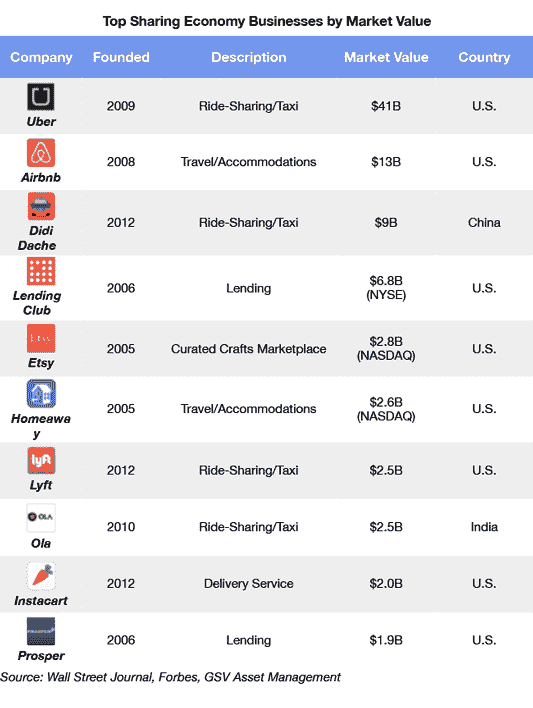 Top Sharing Economy Businesses by Market Value
Company Founded Description Market Value Country
Uber 2009 Ride-Sharing/Taxi $41B U.S.
Airbnb 2008 Travel/Accommodations $13B U.S.
Didi
Dache 2012 Ride-Sharing/Taxi $9B China
Lending
Club 2006 Lending $6.8B
(NYSE) U.S.
Etsy
Etsy 2005 Curated Crafts Marketplace $2.8B
(NASDAQ) U.S.
Homeawa
y 2005 Travel/Accommodations $2.6B
(NASDAQ) U.S.
lyft
Lyft 2012 Ride-Sharing/Taxi $2.5B U.S.
OLA
Ola 2010 Ride-Sharing/Taxi $2.5B India
Instacart 2012 Delivery Service $2.0B U.S.
Prosper 2006 Lending $1.9B U.S.
Source: Wall Street Journal, Forbes, GSV Asset Management